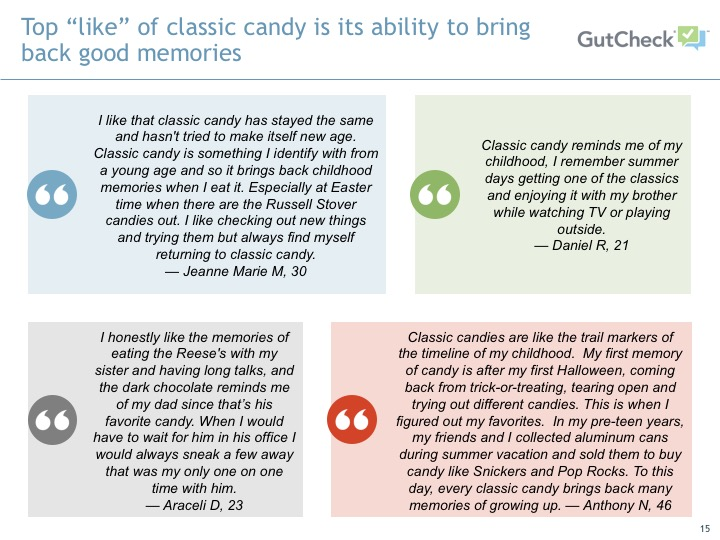 Top “like” of classic candy is its ability to bring
back good memories
GutCheck
I like that classic candy has stayed the same
and hasn't tried to make itself new age.
Classic candy is something I identify with from
a young age and so it brings back childhood
memories when I eat it. Especially at Easter
time when there are the Russell Stover
candies out. I like checking out new things
and trying them but always find myself
returning to classic candy.
— Jeanne Marie M, 30
Classic candy reminds me of my
childhood, I remember summer
days getting one of the classics
and enjoying it with my brother
while watching TV or playing
outside.
— Daniel R, 21
I honestly like the memories of
eating the Reese's with my
sister and having long talks, and
the dark chocolate reminds me
of my dad since that’s his
favorite candy. When I would
have to wait for him in his office I
would always sneak a few away
that was my only one on one
time with him.
— Araceli D, 23
Classic candies are like the trail markers of
the timeline of my childhood.  My first memory
of candy is after my first Halloween, coming
back from trick-or-treating, tearing open and
trying out different candies. This is when I
figured out my favorites.  In my pre-teen years,
my friends and I collected aluminum cans
during summer vacation and sold them to buy
candy like Snickers and Pop Rocks. To this
day, every classic candy brings back many
memories of growing up. — Anthony N, 46
15